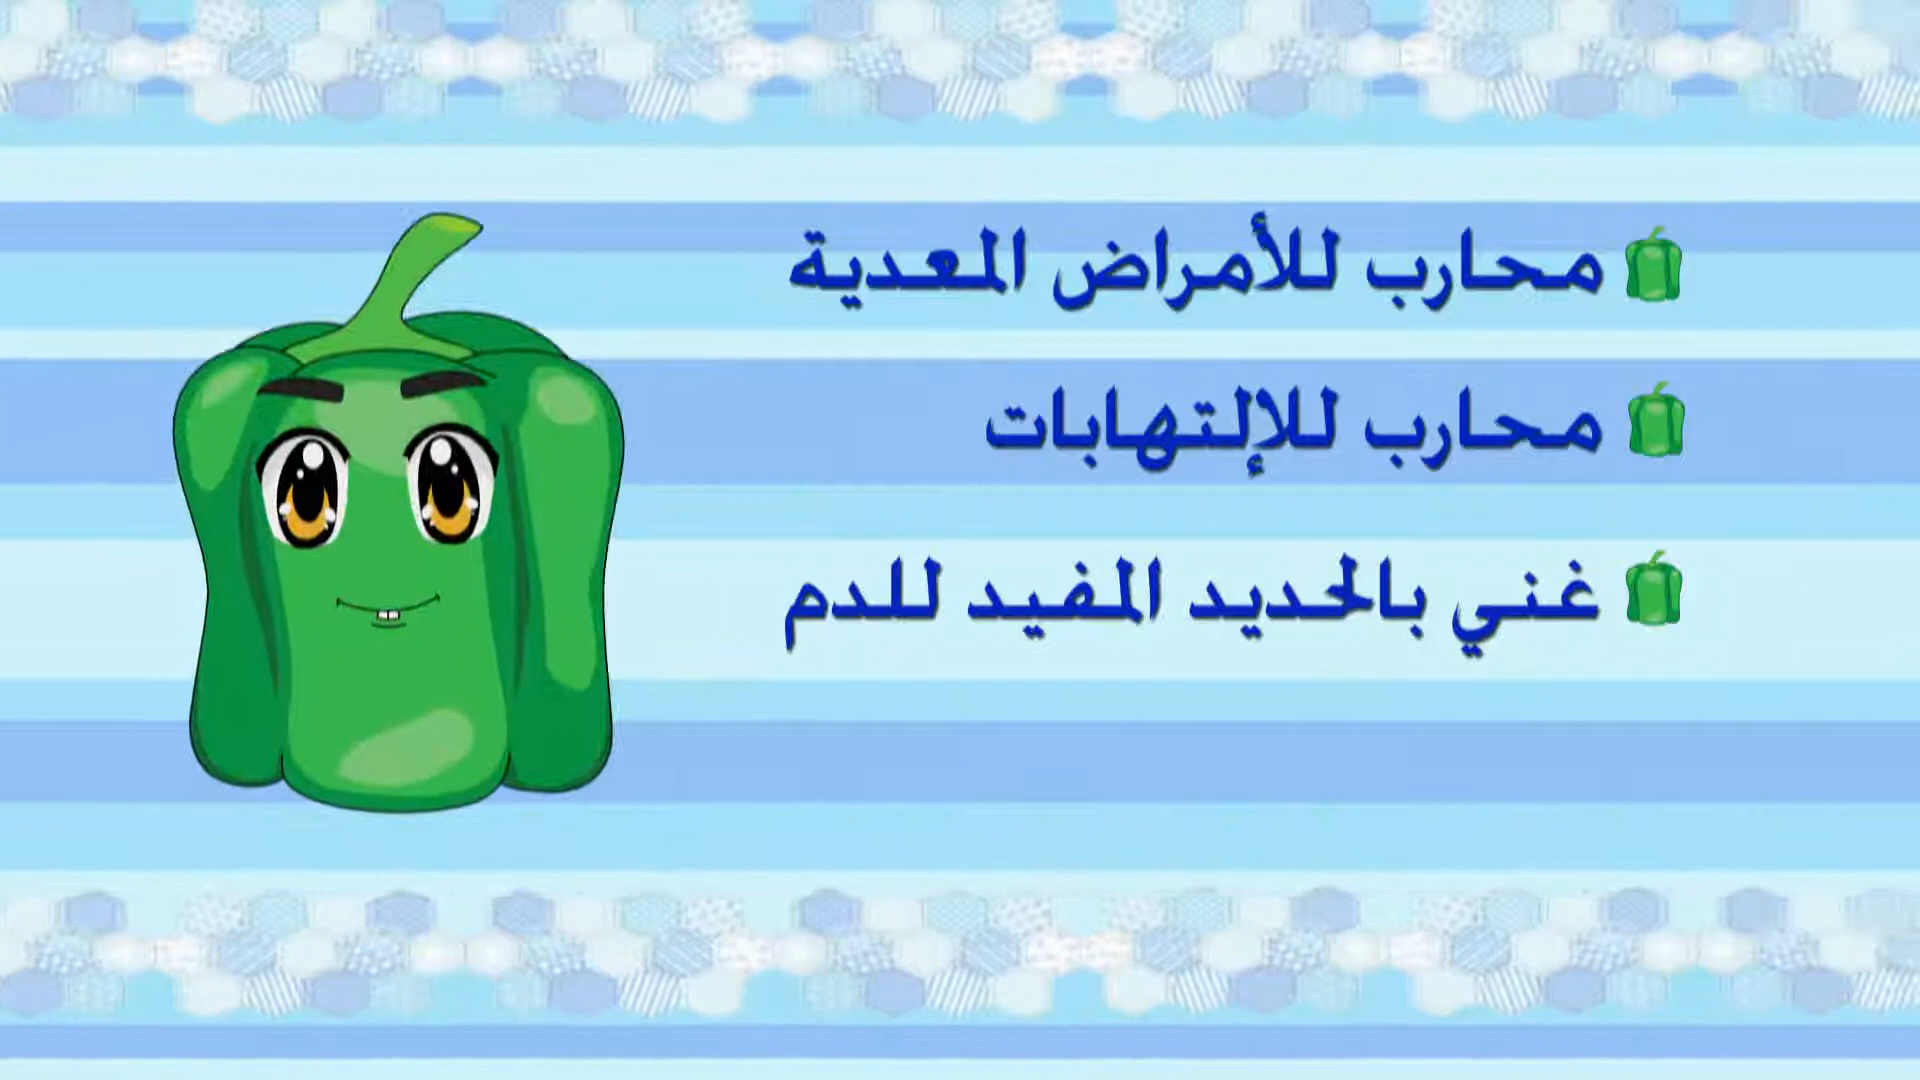 محارب للأمراض المعدية
محارب للإلتهابات
غني بالحديد المفيد للدم